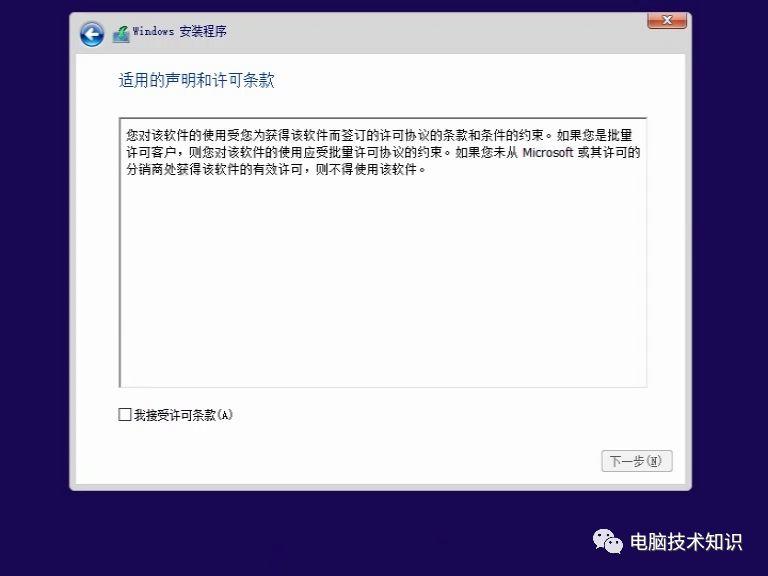 Windows 安装程序
适用的声明和许可条款
您对该软件的使用受您为获得该软件而签订的许可协议的条款和条件的约束。如果您是批量
许可客户，则您对该软件的使用应受批量许可协议的约束。如果您未从 Microsoft 或其许可的
分销商处获得该软件的有效许可，则不得使用该软件。
我接受许可条款(A)
下一步(N)
电脑技术知识